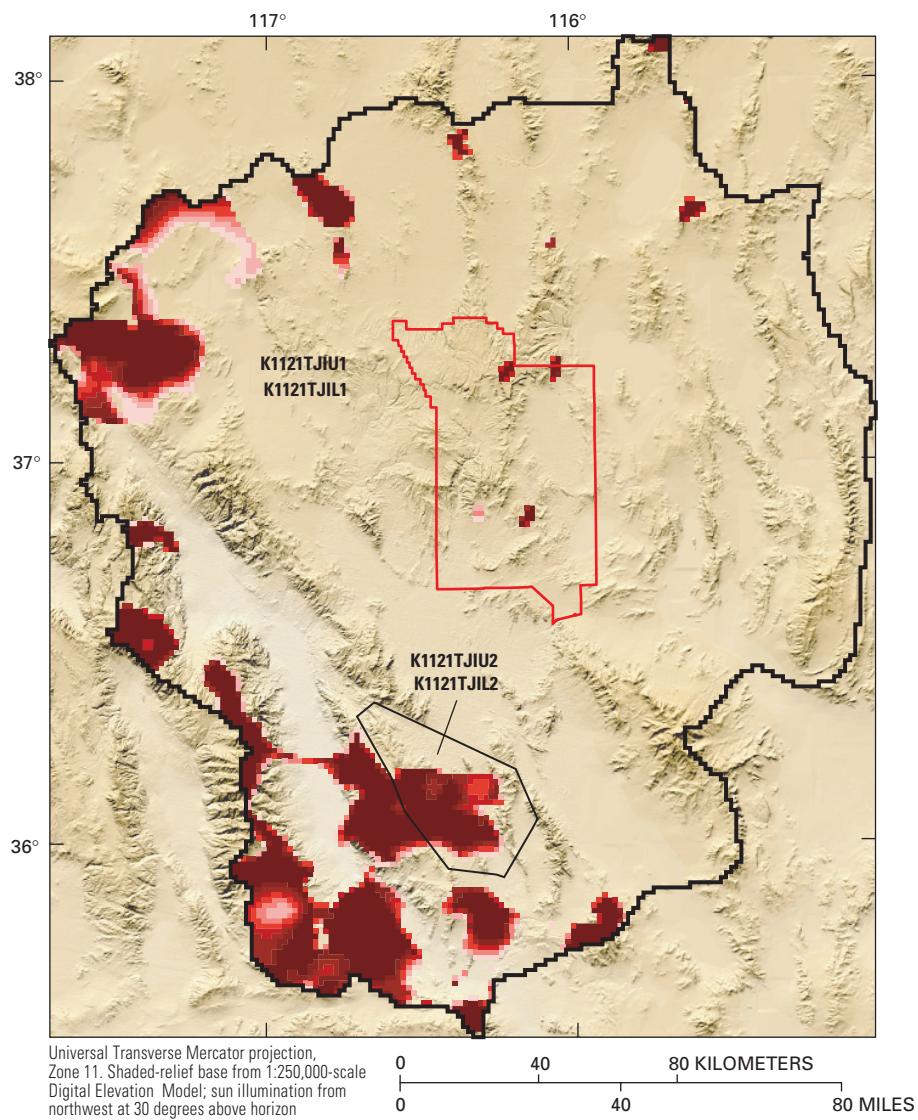 117°
116°
38°
K1121TJIU1
K1121TJIL1
37°
K1121TJIU2
K1121TJIL2
36°
Universal Transverse Mercator projection,
Zone 11. Shaded-relief base from 1:250,000-scale
Digital Elevation Model; sun illumination from
northwest at 30 degrees above horizon
0 40 80 KILOMETERS
0 40 80 MILES